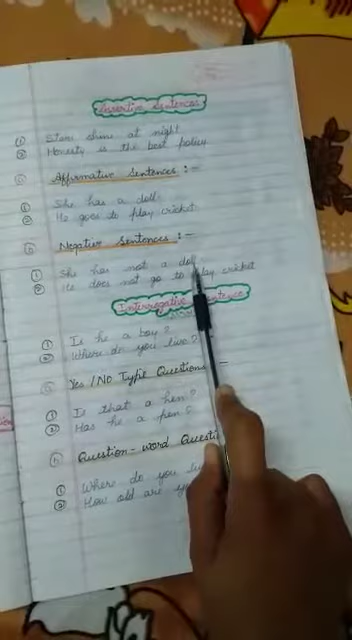 Assertive Sentences
① Stars shine at night
② Honesty is the best policy
ⓐ Affirmative Sentences :-
① She has a doll.
② He goes to play cricket.
ⓑ Negative Sentences :-
① She has not a doll
② He does not go to play cricket
Interrogative Sentence
① Is he a boy?
② Where do you live?
ⓐ Yes / No Type Questions -
① Is that a hen?
② Has he a pen?
ⓑ Question - word
① Where do you
② How old are